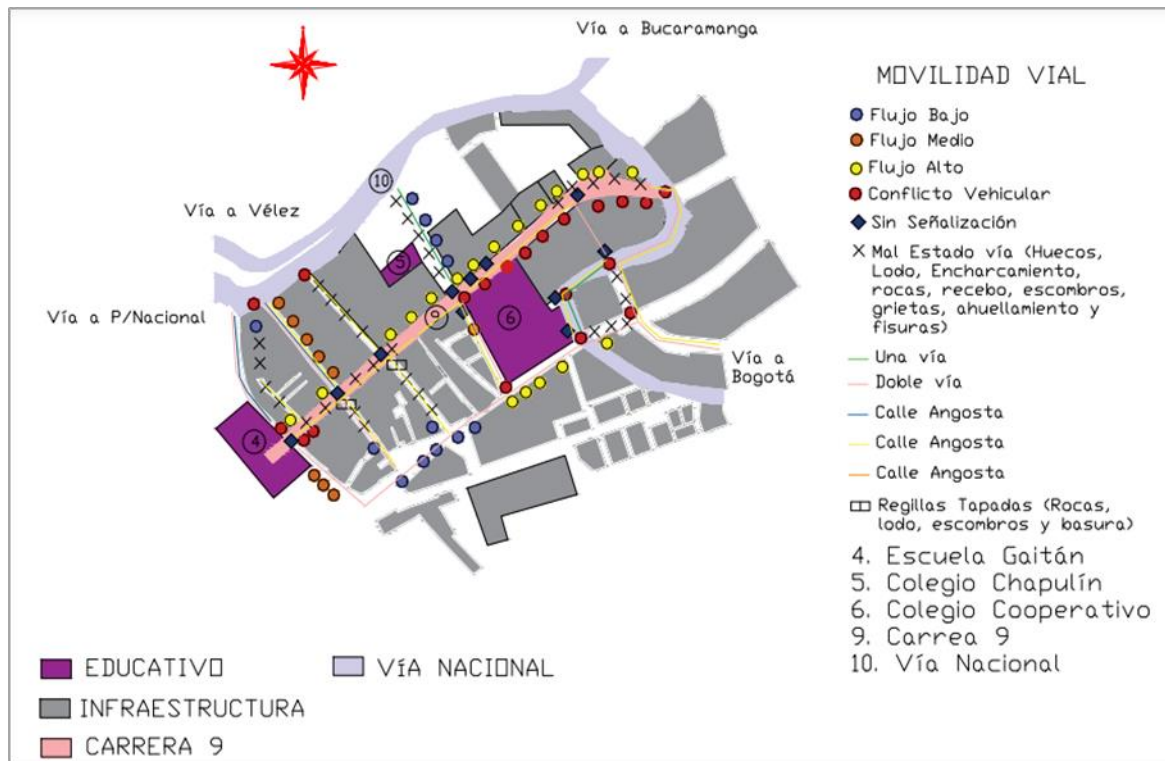 Vía a Bucaramanga
MOVILIDAD VIAL
Flujo Bajo
Flujo Medio
Flujo Alto
Conflicto Vehicular
Sin Señalización
Mal Estado vía (Huecos,
Lodo, Encharcamiento,
rocas, recebo, escombros,
grietas, ahuellamiento y
fisuras)
Una vía
Doble vía
Calle Angosta
Calle Angosta
Calle Angosta
Regillas Tapadas (Rocas,
lodo, escombros y basura)
4. Escuela Gaitán
5. Colegio Chapulín
6. Colegio Cooperativo
9. Carrea 9
10. Vía Nacional
10
Vía a Vélez
5
Vía a P/Nacional
9
6
Vía a
Bogotá
4
EDUCATIVO
VíA NACIONAL
INFRAESTRUCTURA
CARRERA 9